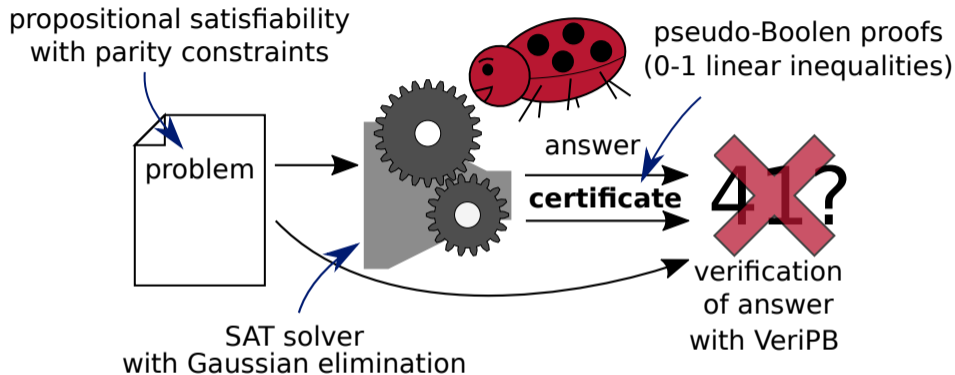 propositional satisfiability
with parity constraints
pseudo-Boolen proofs
(0-1 linear inequalities)
problem
answer
certificate
41?
verification
of answer
with VeriPB
SAT solver
with Gaussian elimination